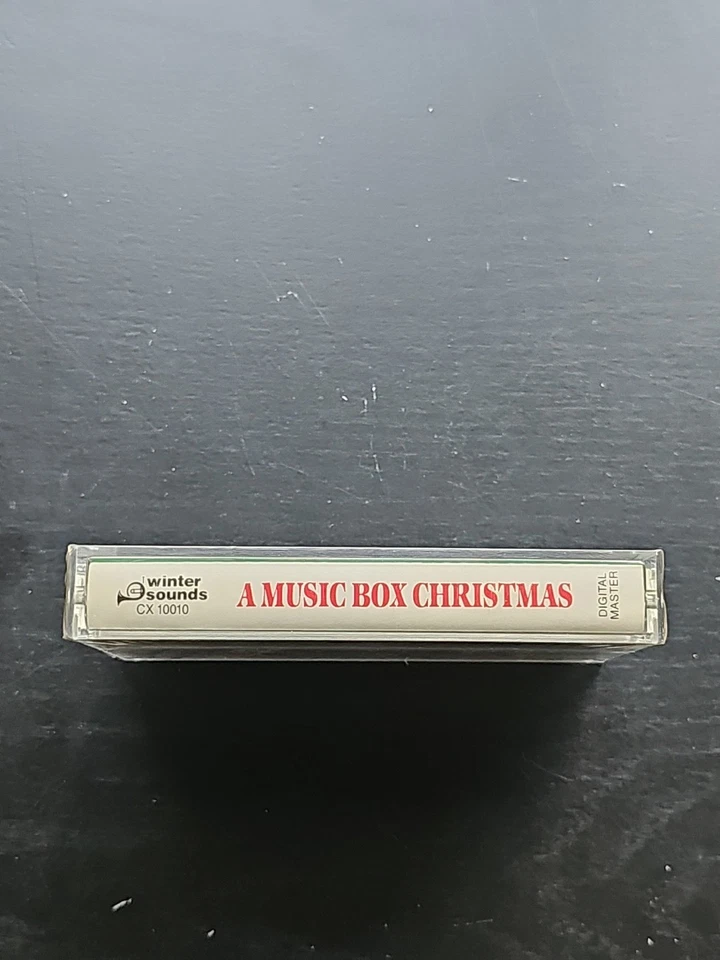 winter
sounds
CX 10010
A MUSIC BOX CHRISTMAS
DIGITAL
MASTER